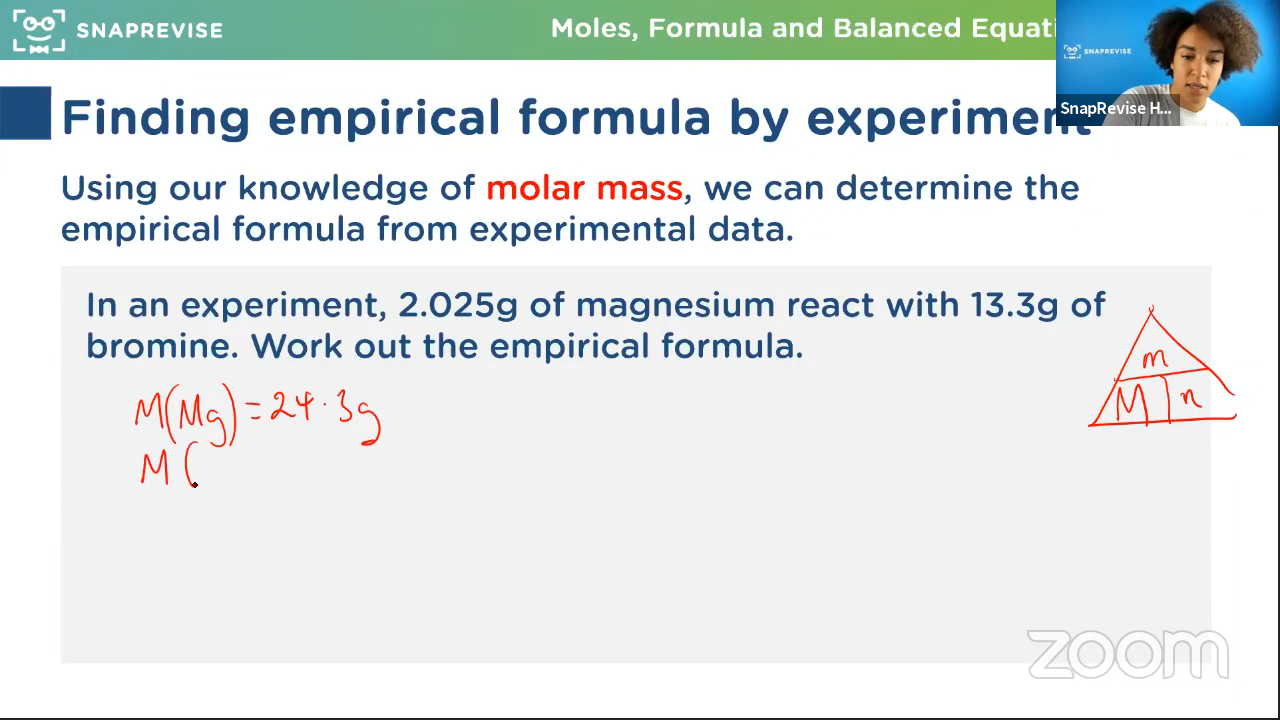 SNAPREVISE
Moles, Formula and Balanced Equati
SNAPREVISE
SnapRevise H...
Finding empirical formula by experiment
Using our knowledge of molar mass, we can determine the
empirical formula from experimental data.
In an experiment, 2.025g of magnesium react with 13.3g of
bromine. Work out the empirical formula.
m
M n
M(Mg) = 24.3g
M (
zoom